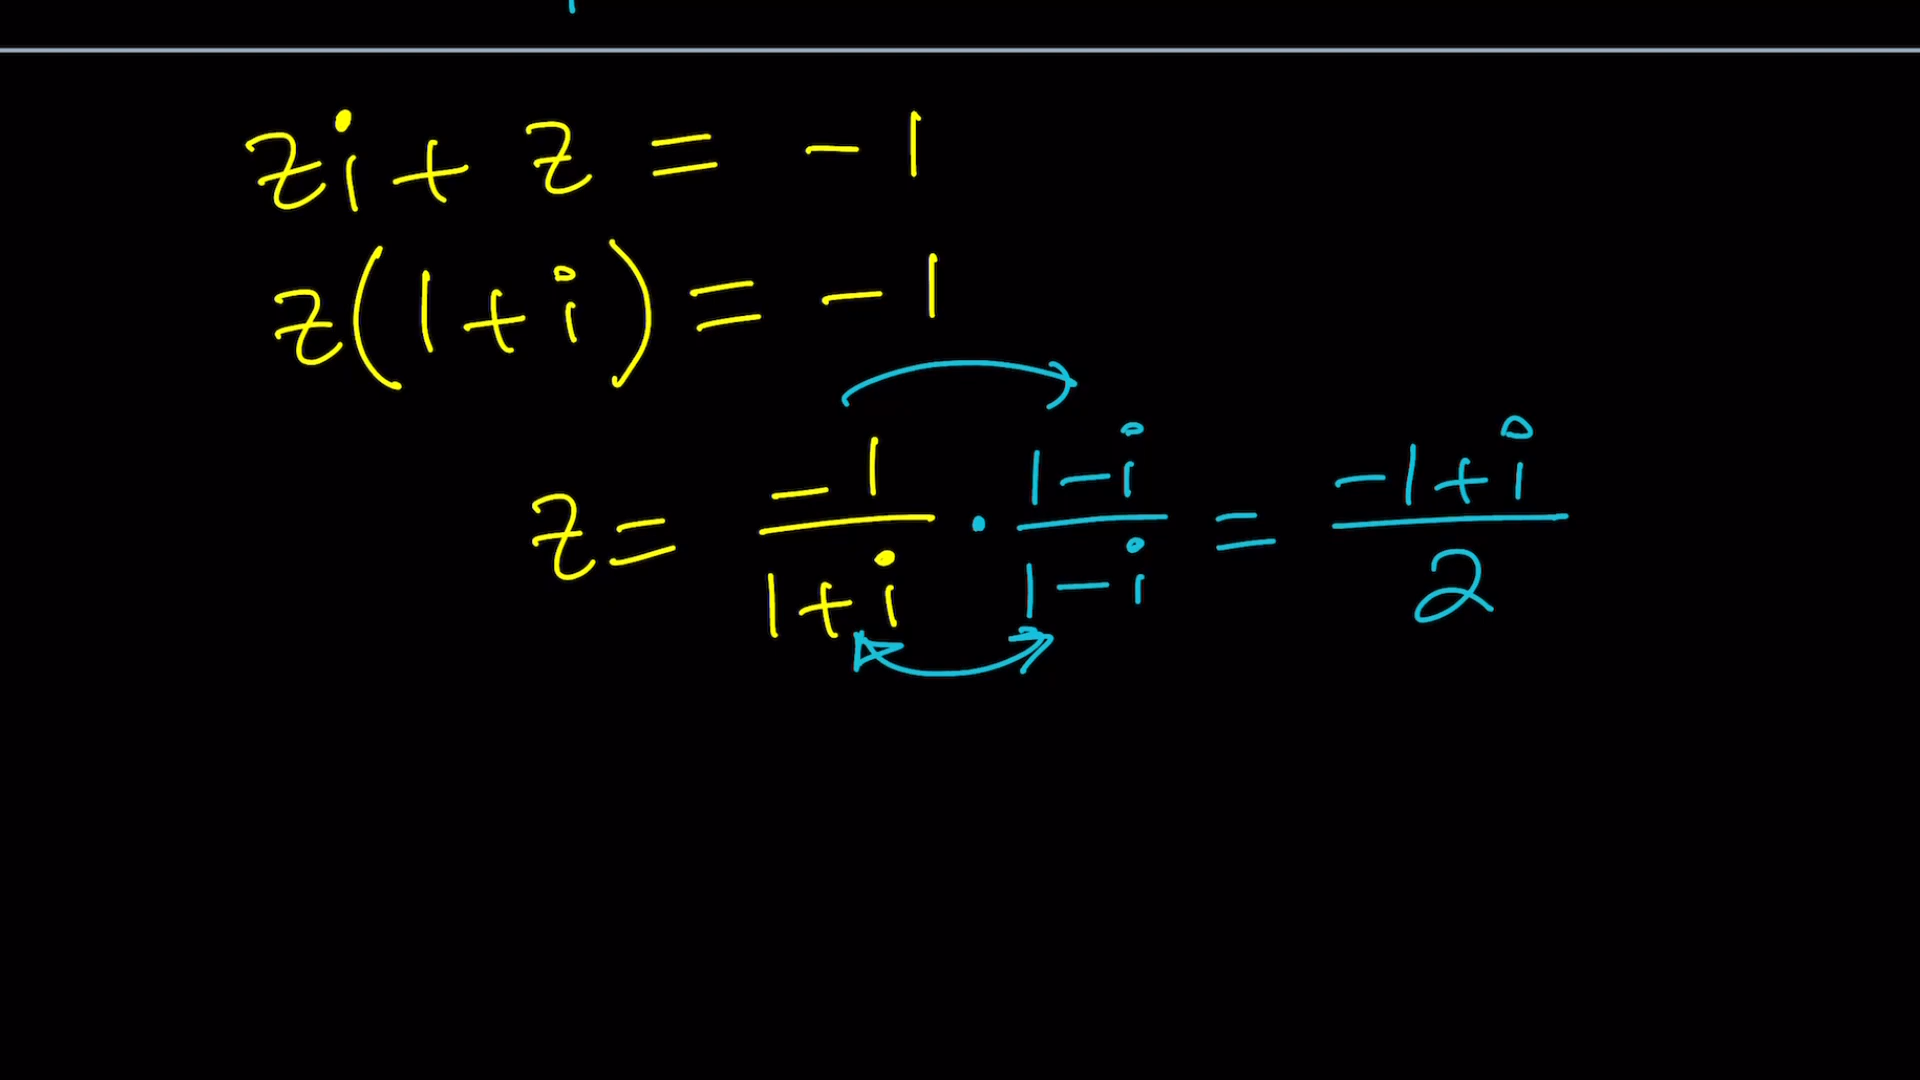 zi + z = -1
z(1+i) = -1
z = -1/(1+i) · (1-i)/(1-i) = (-1+i)/2